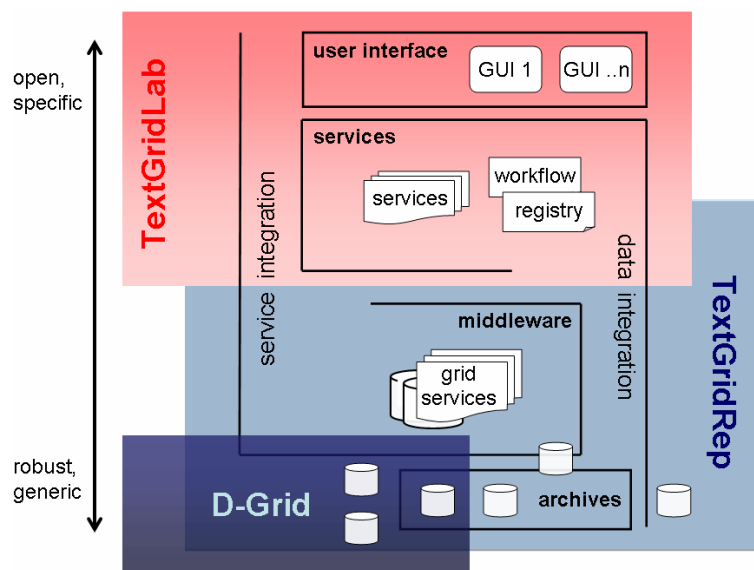 open,
specific
TextGridLab
user interface
GUI 1
GUI ..n
services
services
workflow
registry
service integration
data integration
TextGridRep
middleware
grid
services
robust,
generic
D-Grid
archives